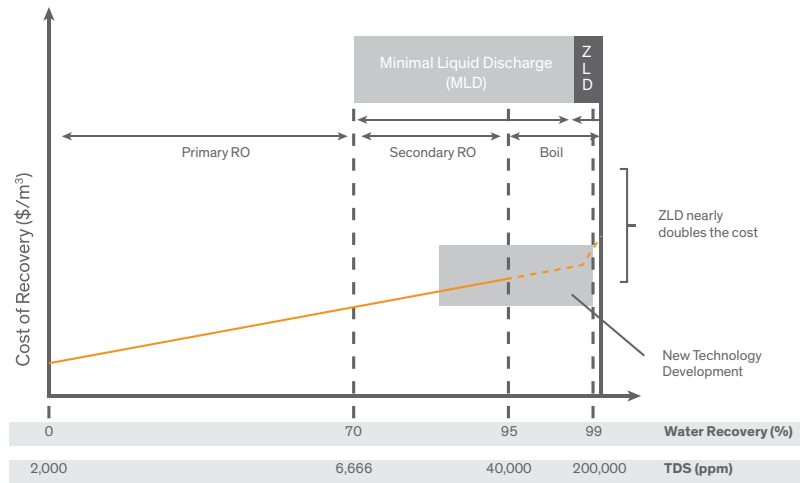 Minimal Liquid Discharge
(MLD)
Z
L
D
Primary RO
Secondary RO
Boil
Cost of Recovery ($/m³)
ZLD nearly
doubles the cost
New Technology
Development
0 70 95 99 Water Recovery (%)
2,000 6,666 40,000 200,000 TDS (ppm)